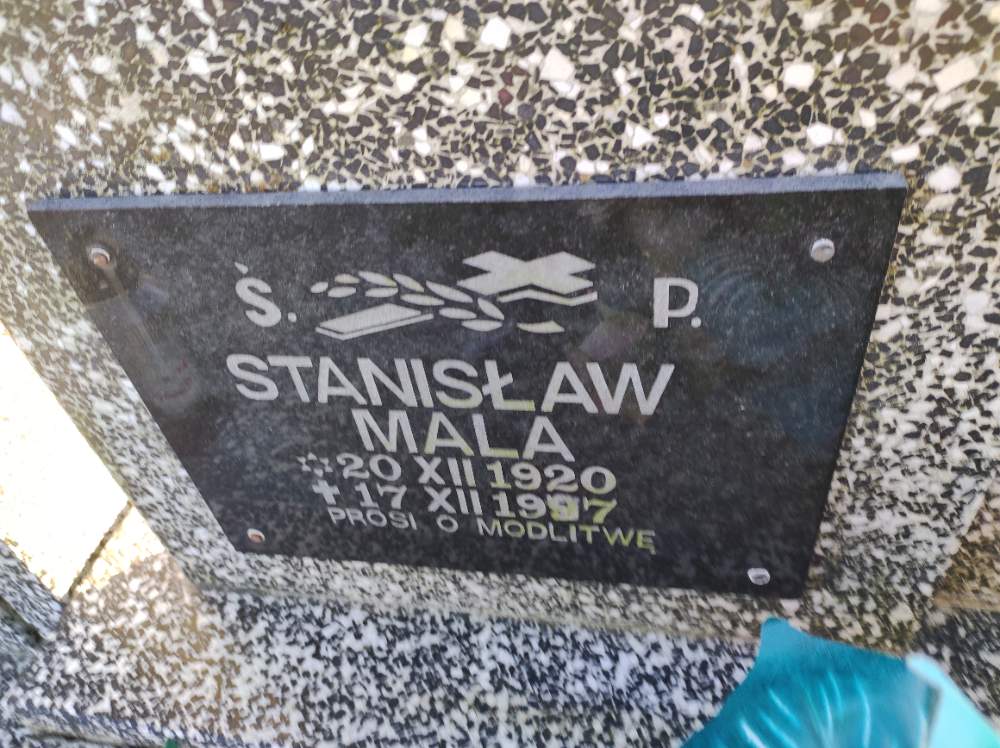 Ś. P.
STANISŁAW
MALA
20 XII 1920
17 XII 1997
PROSI O MODLITWĘ